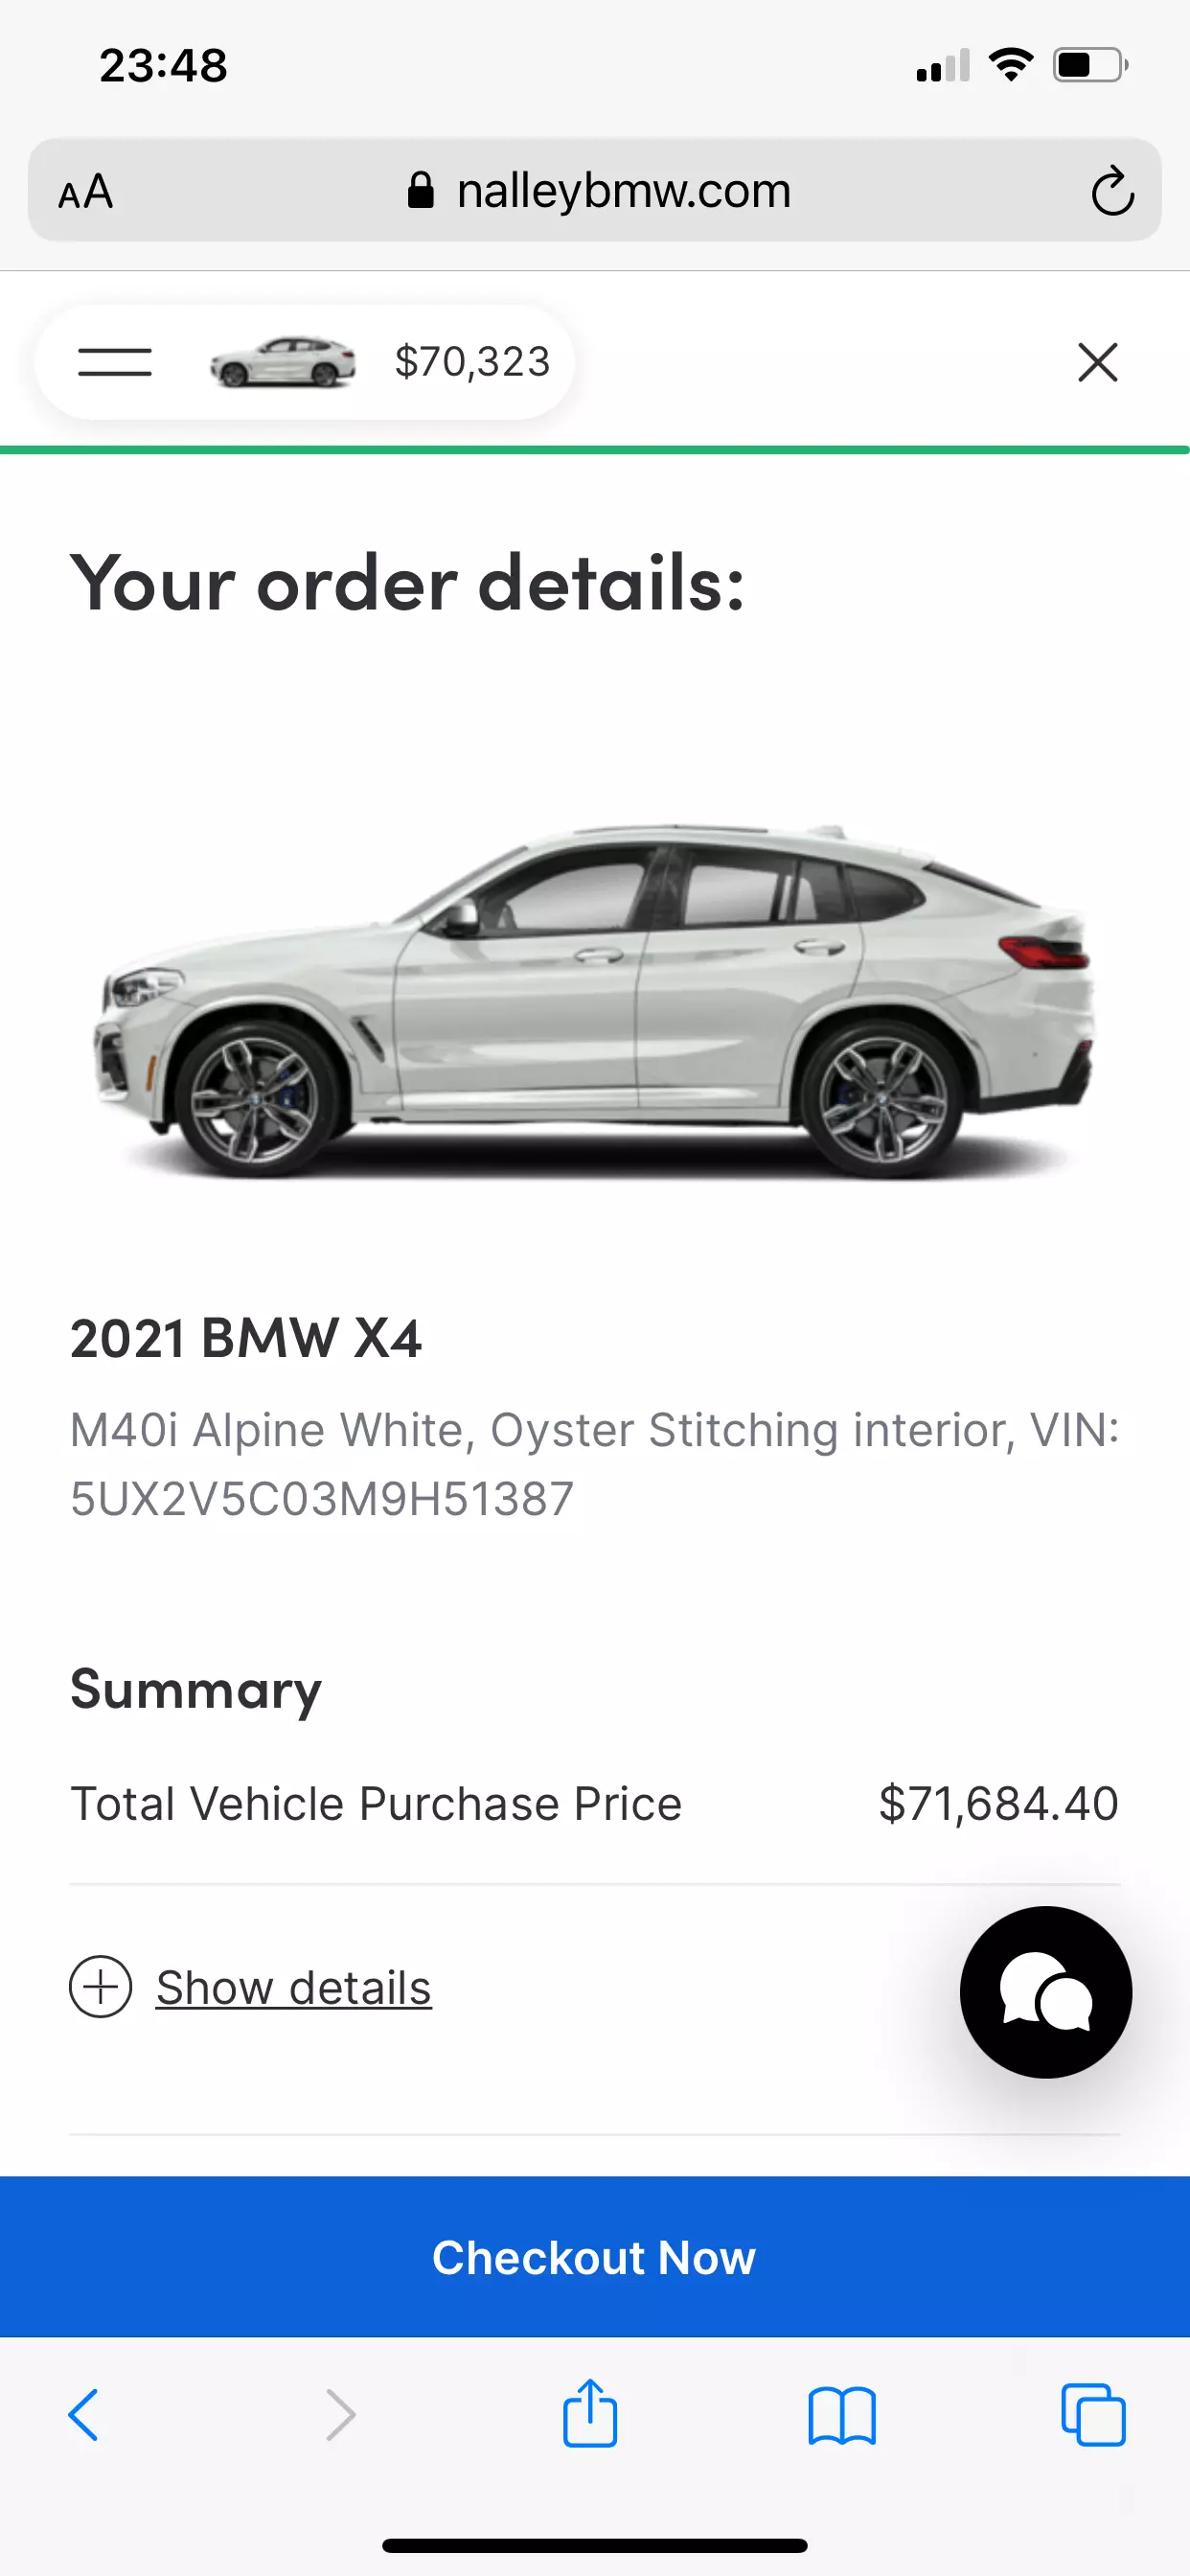 23:48
AA nalleybmw.com
$70,323
Your order details:
2021 BMW X4
M40i Alpine White, Oyster Stitching interior, VIN:
5UX2V5C03M9H51387
Summary
Total Vehicle Purchase Price $71,684.40
Show details
Checkout Now